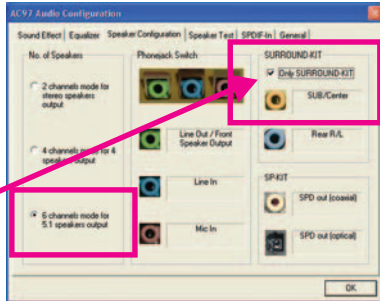 AC97 Audio Configuration
Sound Effect
Equalizer
Speaker Configuration
Speaker Test
SPDIF-In
General
No. of Speakers
2 channels mode for
stereo speakers
output
4 channels mode for 4
speakers output
6 channels mode for
5.1 speakers output
Phonejack Switch
Line Out / Front
Speaker Output
Line In
Mic In
SURROUND-KIT
Only SURROUND-KIT
SUB/Center
Rear R/L
SP-KIT
SPD out (coaxial)
SPD out (optical)
OK